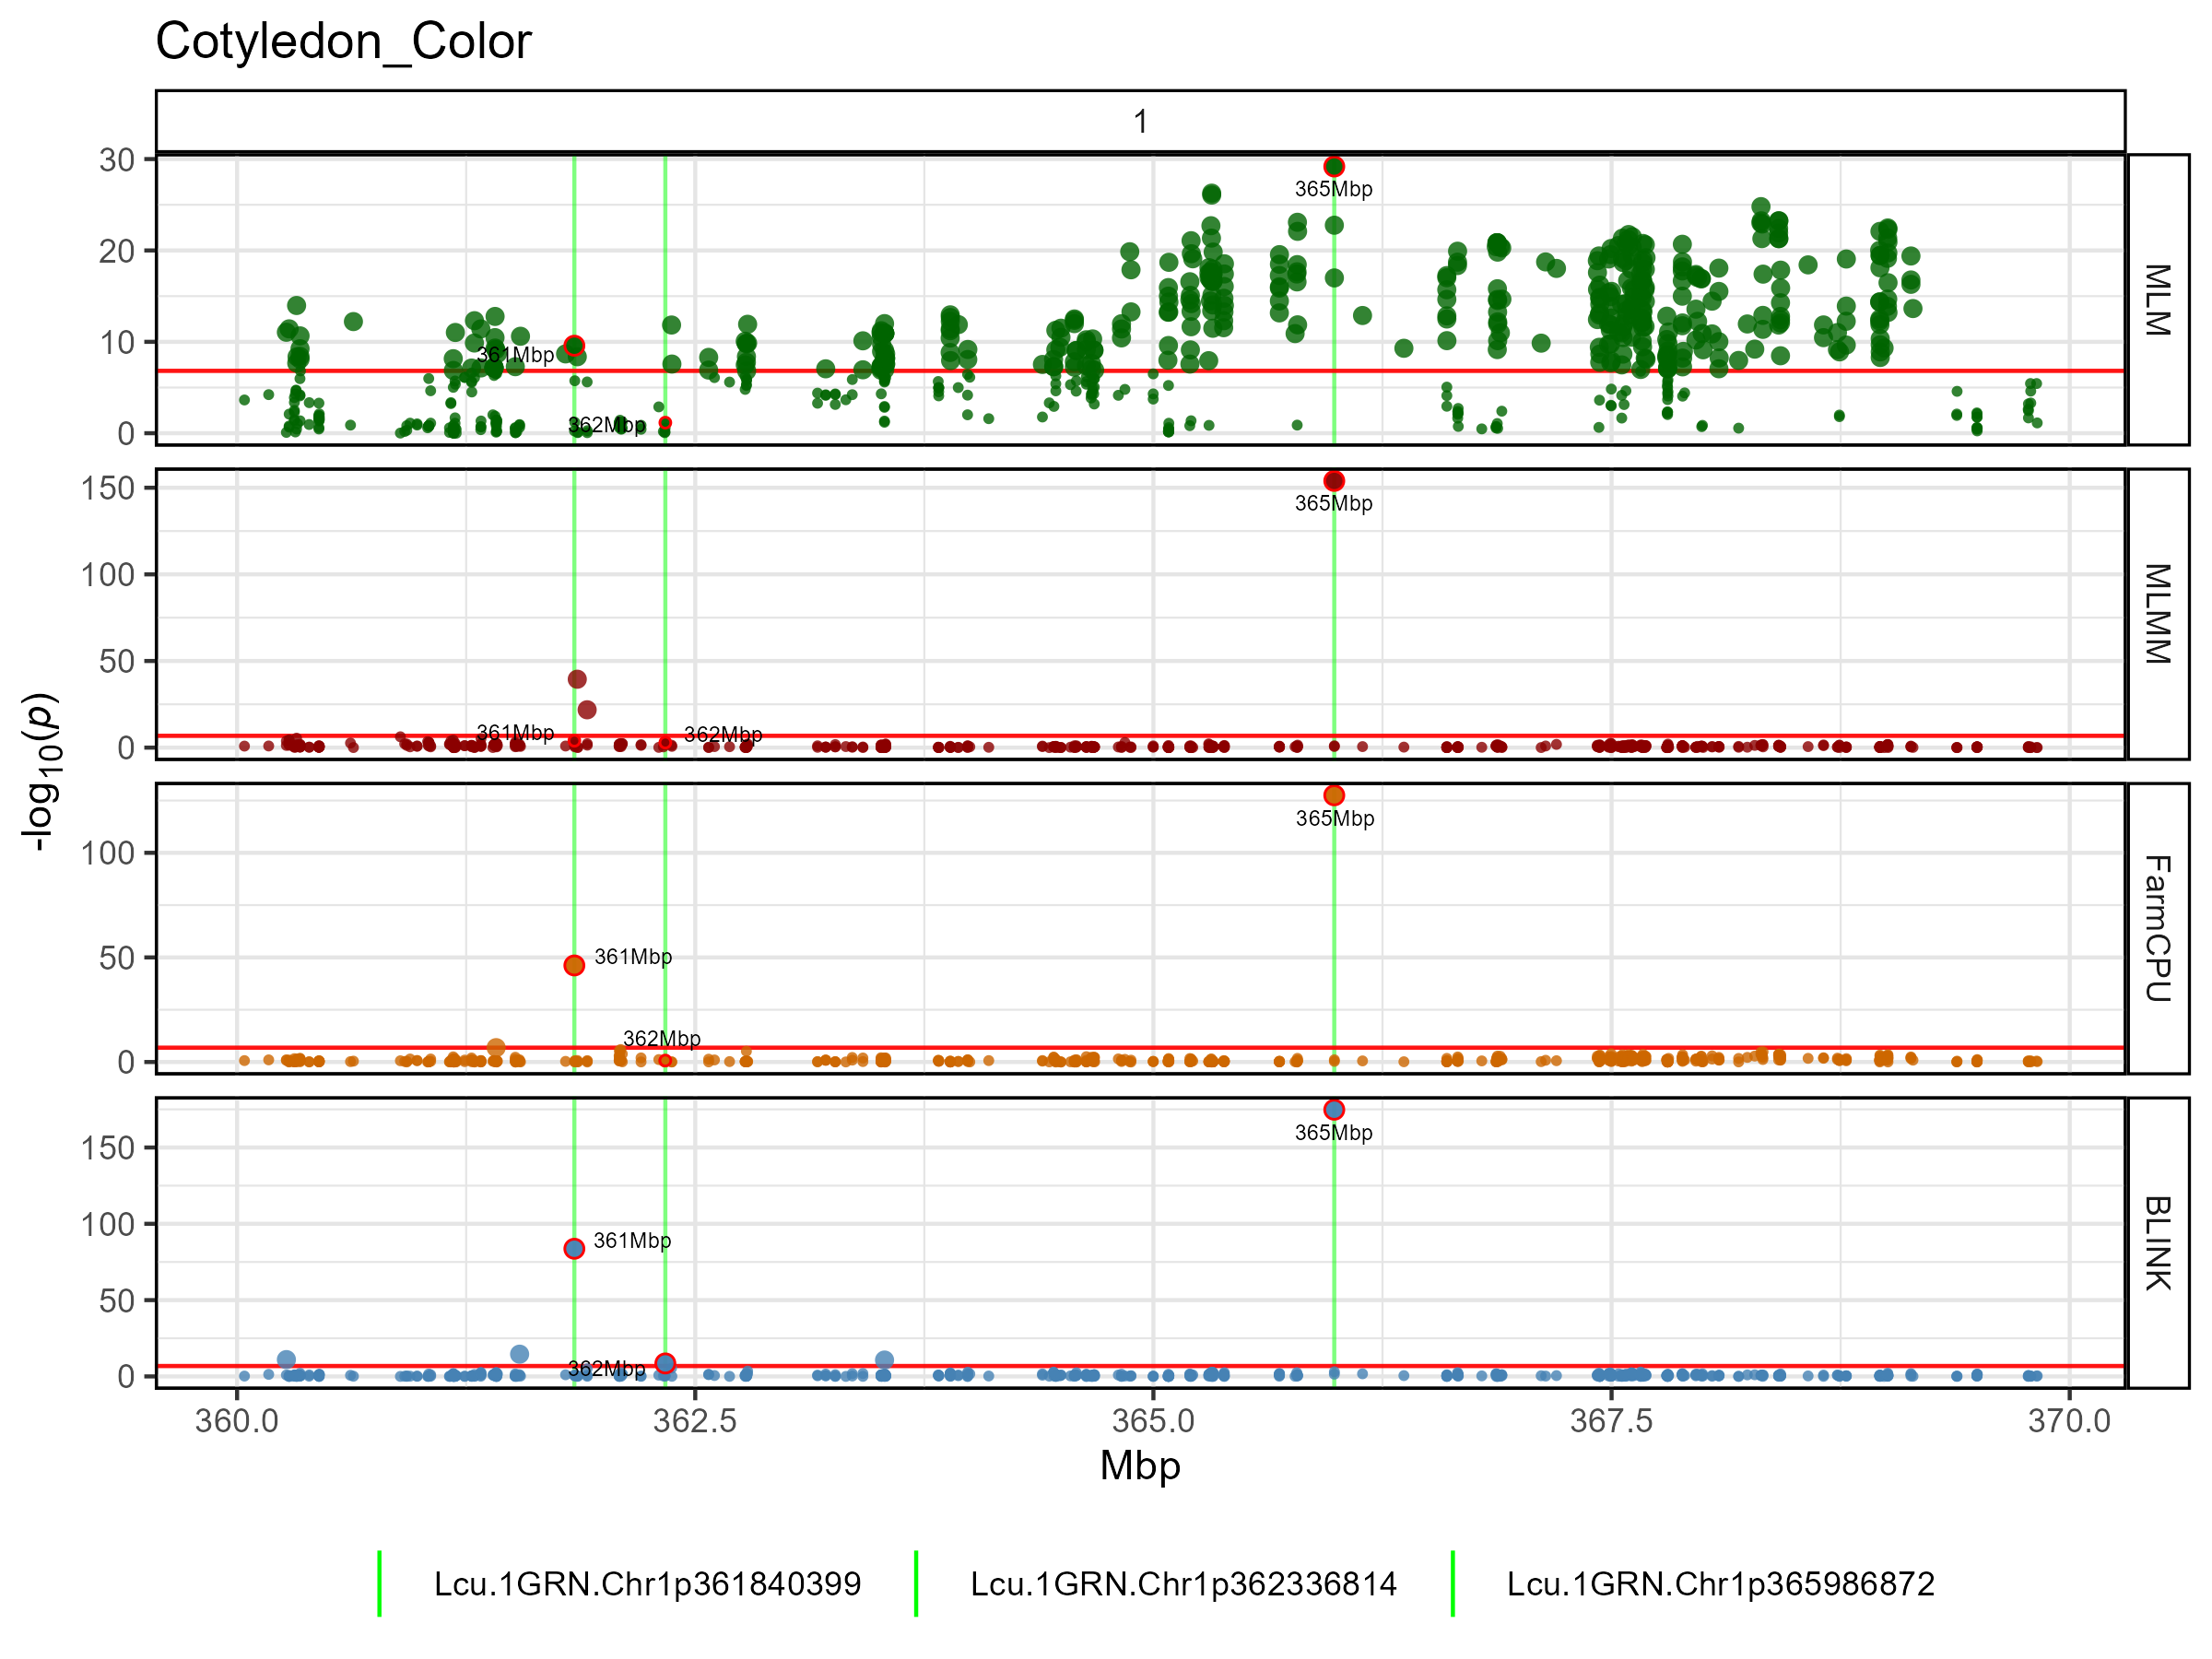 Cotyledon_Color
1
30
20
10
0
361Mbp
362Mbp
365Mbp
MLM
150
100
50
0
361Mbp
362Mbp
365Mbp
MLMM
100
50
0
361Mbp
362Mbp
365Mbp
FarmCPU
150
100
50
0
361Mbp
362Mbp
365Mbp
BLINK
-log10(p)
360.0 362.5 365.0 367.5 370.0
Mbp
Lcu.1GRN.Chr1p361840399 Lcu.1GRN.Chr1p362336814 Lcu.1GRN.Chr1p365986872